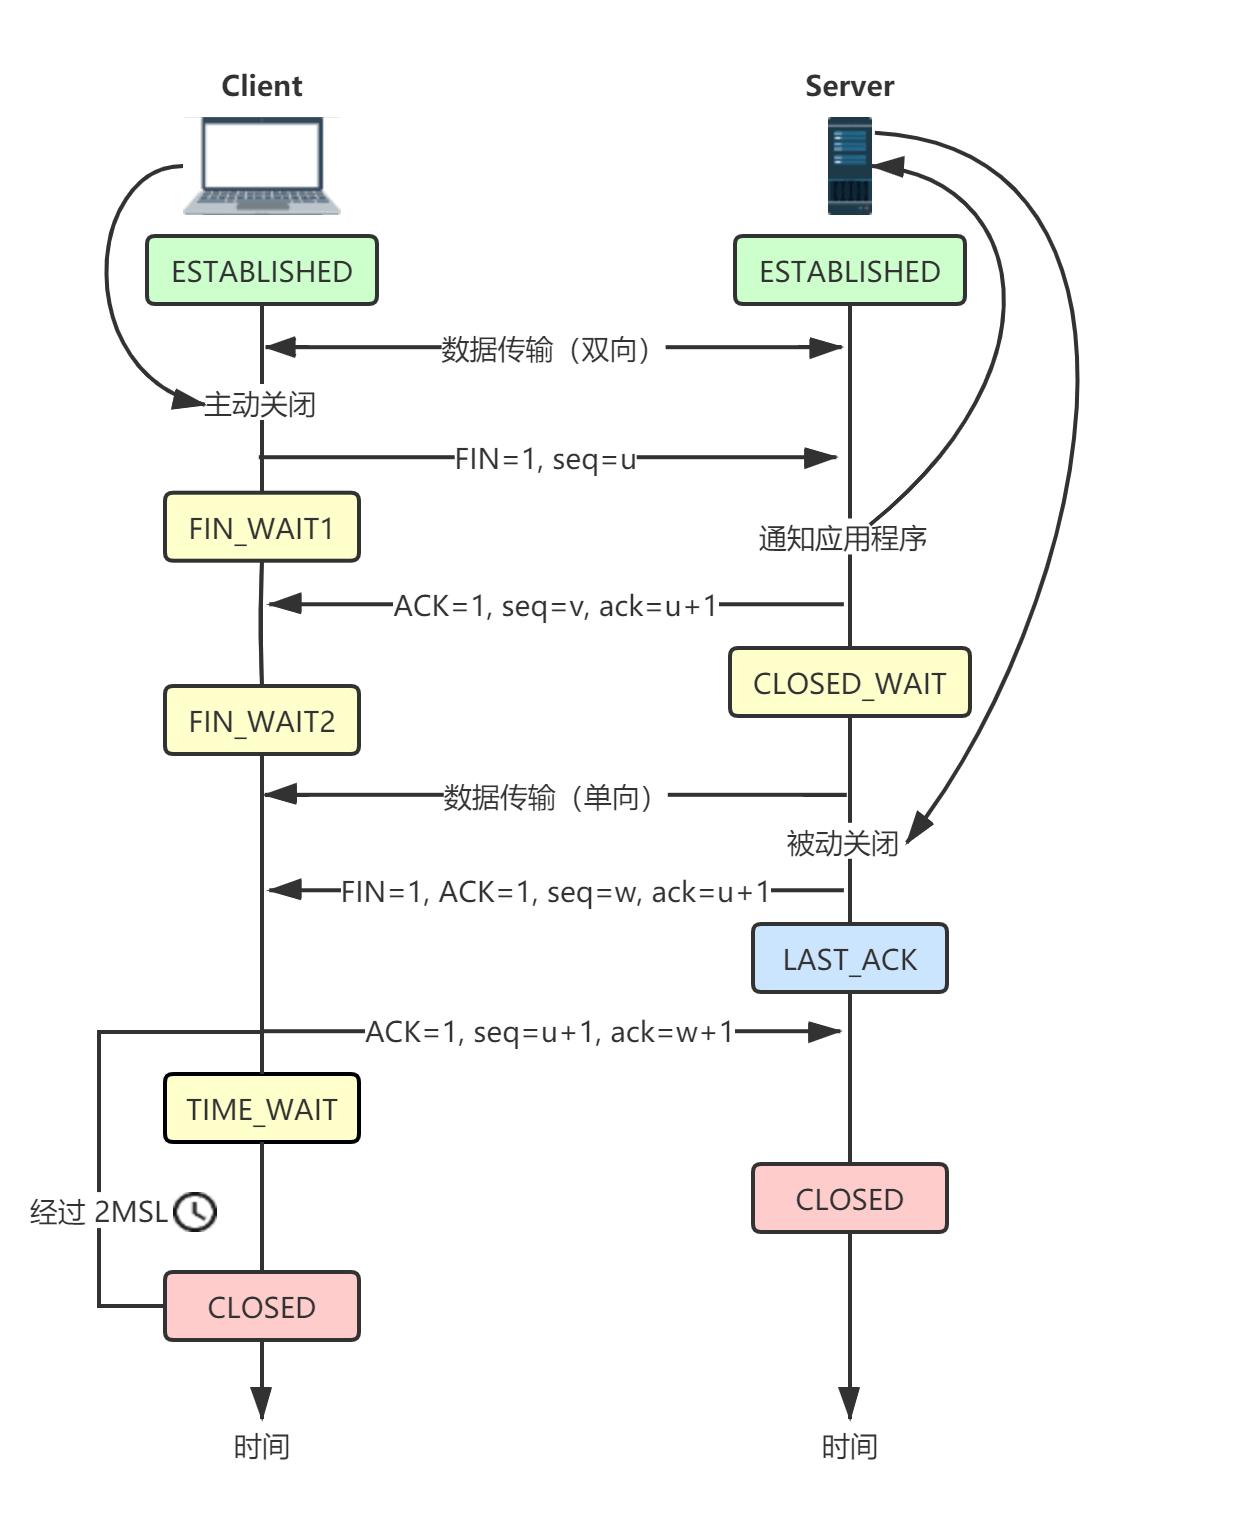 Client
Server
ESTABLISHED
ESTABLISHED
数据传输（双向）
主动关闭
FIN=1, seq=u
FIN_WAIT1
通知应用程序
ACK=1, seq=v, ack=u+1
CLOSED_WAIT
FIN_WAIT2
数据传输（单向）
被动关闭
FIN=1, ACK=1, seq=w, ack=u+1
LAST_ACK
ACK=1, seq=u+1, ack=w+1
TIME_WAIT
CLOSED
经过 2MSL
CLOSED
时间
时间